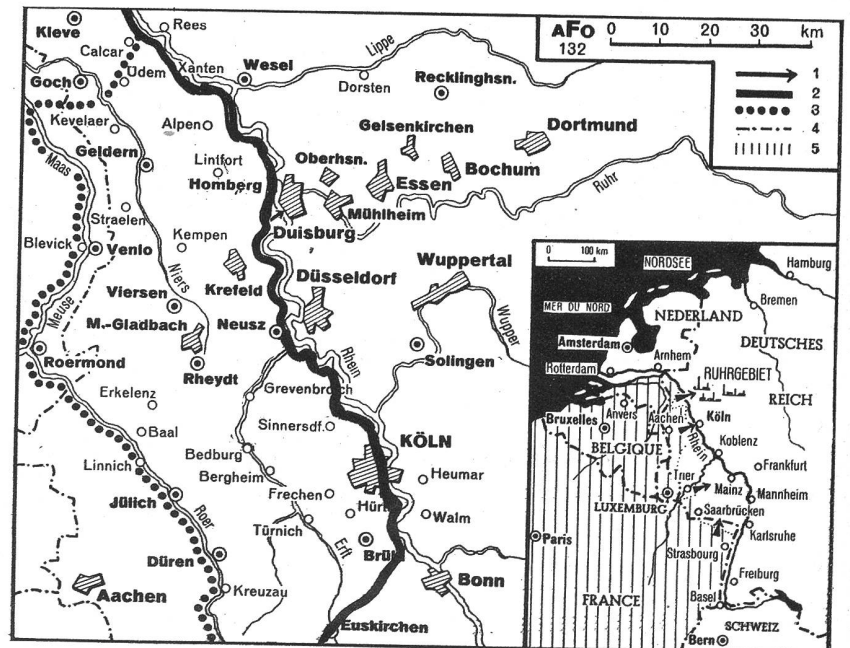 Kleve
Rees
Calcar
Goch
Üdem
Xanten
Wesel
Lippe
Dorsten
Recklinghsn.
Kevelaer
Alpen
Gelsenkirchen
Dortmund
Maas
Geldern
Lintfort
Homberg
Oberhsn.
Essen
Bochum
Ruhr
Straelen
Mühlheim
Blevick
Venlo
Kempen
Duisburg
Niers
Krefeld
Düsseldorf
Wuppertal
Meuse
Viersen
M.-Gladbach
Neusz
Wupper
Roermond
Rheydt
Rhein
Solingen
Erkelenz
Grevenbroich
Baal
Sinnersdf.
KÖLN
Linnich
Bedburg
Bergheim
Heumar
Jülich
Roer
Frechen
Hürt
Walm
Türnich
Erft
Brühl
Düren
Kreuzau
Bonn
Aachen
Euskirchen
AFO
132
0 10 20 30 km
1
2
3
4
5
0 100 km
NORDSEE
Hamburg
MER DU NORD
Bremen
NEDERLAND
Amsterdam
DEUTSCHES
Rotterdam
Arnhem
RUHRGEBIET
REICH
Anvers
Aachen
Köln
Bruxelles
BELGIQUE
Rhein
Koblenz
Trier
Frankfurt
Mainz
LUXEMBURG
Mannheim
Saarbrücken
Karlsruhe
Paris
Strasbourg
Freiburg
FRANCE
Basel
SCHWEIZ
Bern